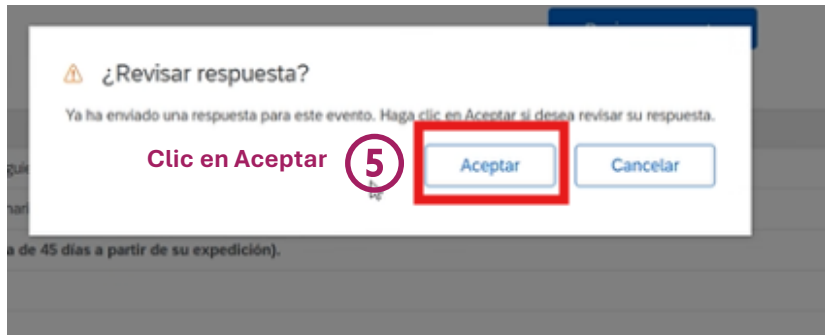 ¿Revisar respuesta?
Ya ha enviado una respuesta para este evento. Haga clic en Aceptar si desea revisar su respuesta.
Clic en Aceptar 5 Aceptar Cancelar
a de 45 días a partir de su expedición).